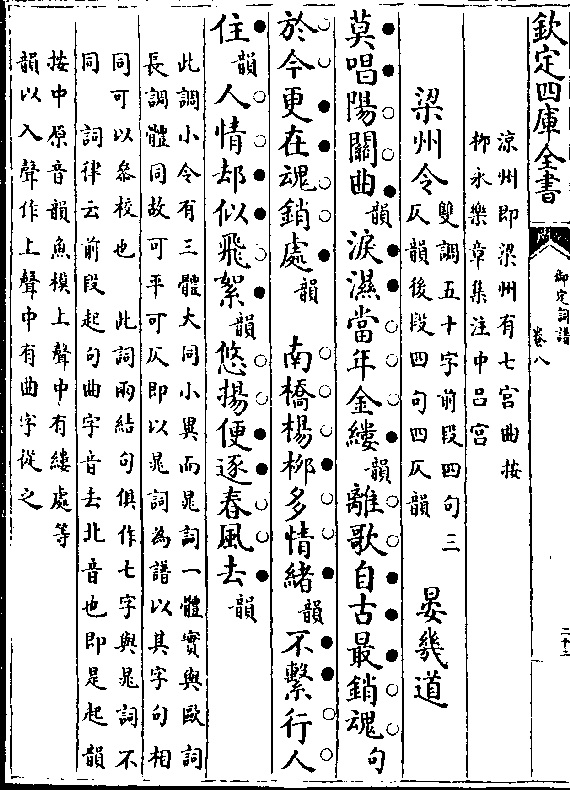 欽定四庫全書
御定詞譜
卷八
二十二
涼州即梁州有七宮曲按
柳永樂章集注中呂宮
梁州令
雙調五十字前段四句三
仄韻後段四句四仄韻
晏幾道
莫唱陽關曲韻淚濕當年金縷韻離歌自古最銷魂句
於今更在魂銷處韻　南橋楊柳多情緒韻不繫行人
住韻人情却似飛絮韻悠揚便逐春風去韻
此調小令有三體大同小異而晁詞一體實與歐詞
長調體同故可平可仄即以晁詞為譜以其字句相
同可以叅校也　此詞兩結句俱作七字與晁詞不
同　詞律云前段起句曲字音去北音也即是起韻
按中原音韻魚模上聲中有縷處等
韻以入聲作上聲中有曲字從之